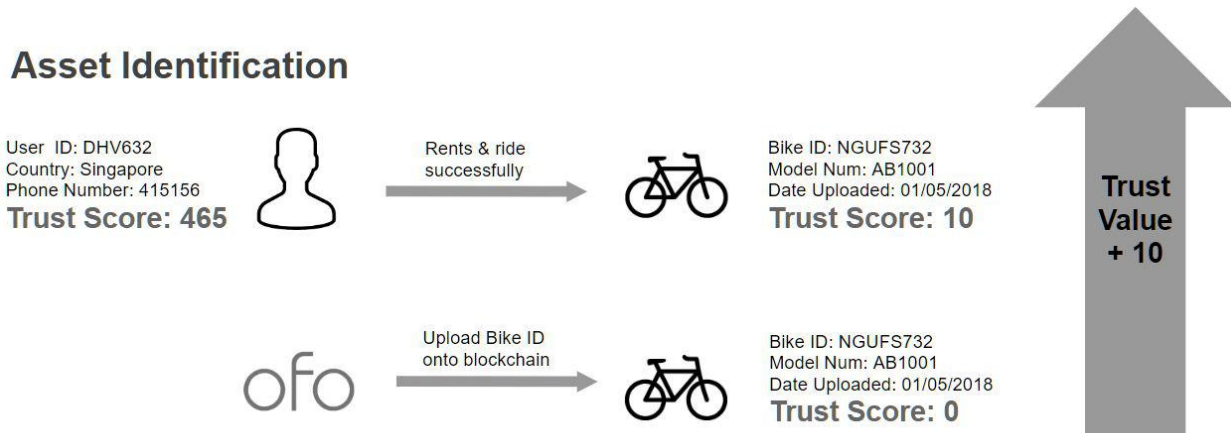 Asset Identification
User ID: DHV632
Country: Singapore
Phone Number: 415156
Trust Score: 465
Rents & ride
successfully
Bike ID: NGUFS732
Model Num: AB1001
Date Uploaded: 01/05/2018
Trust Score: 10
Trust
Value
+ 10
ofo
Upload Bike ID
onto blockchain
Bike ID: NGUFS732
Model Num: AB1001
Date Uploaded: 01/05/2018
Trust Score: 0